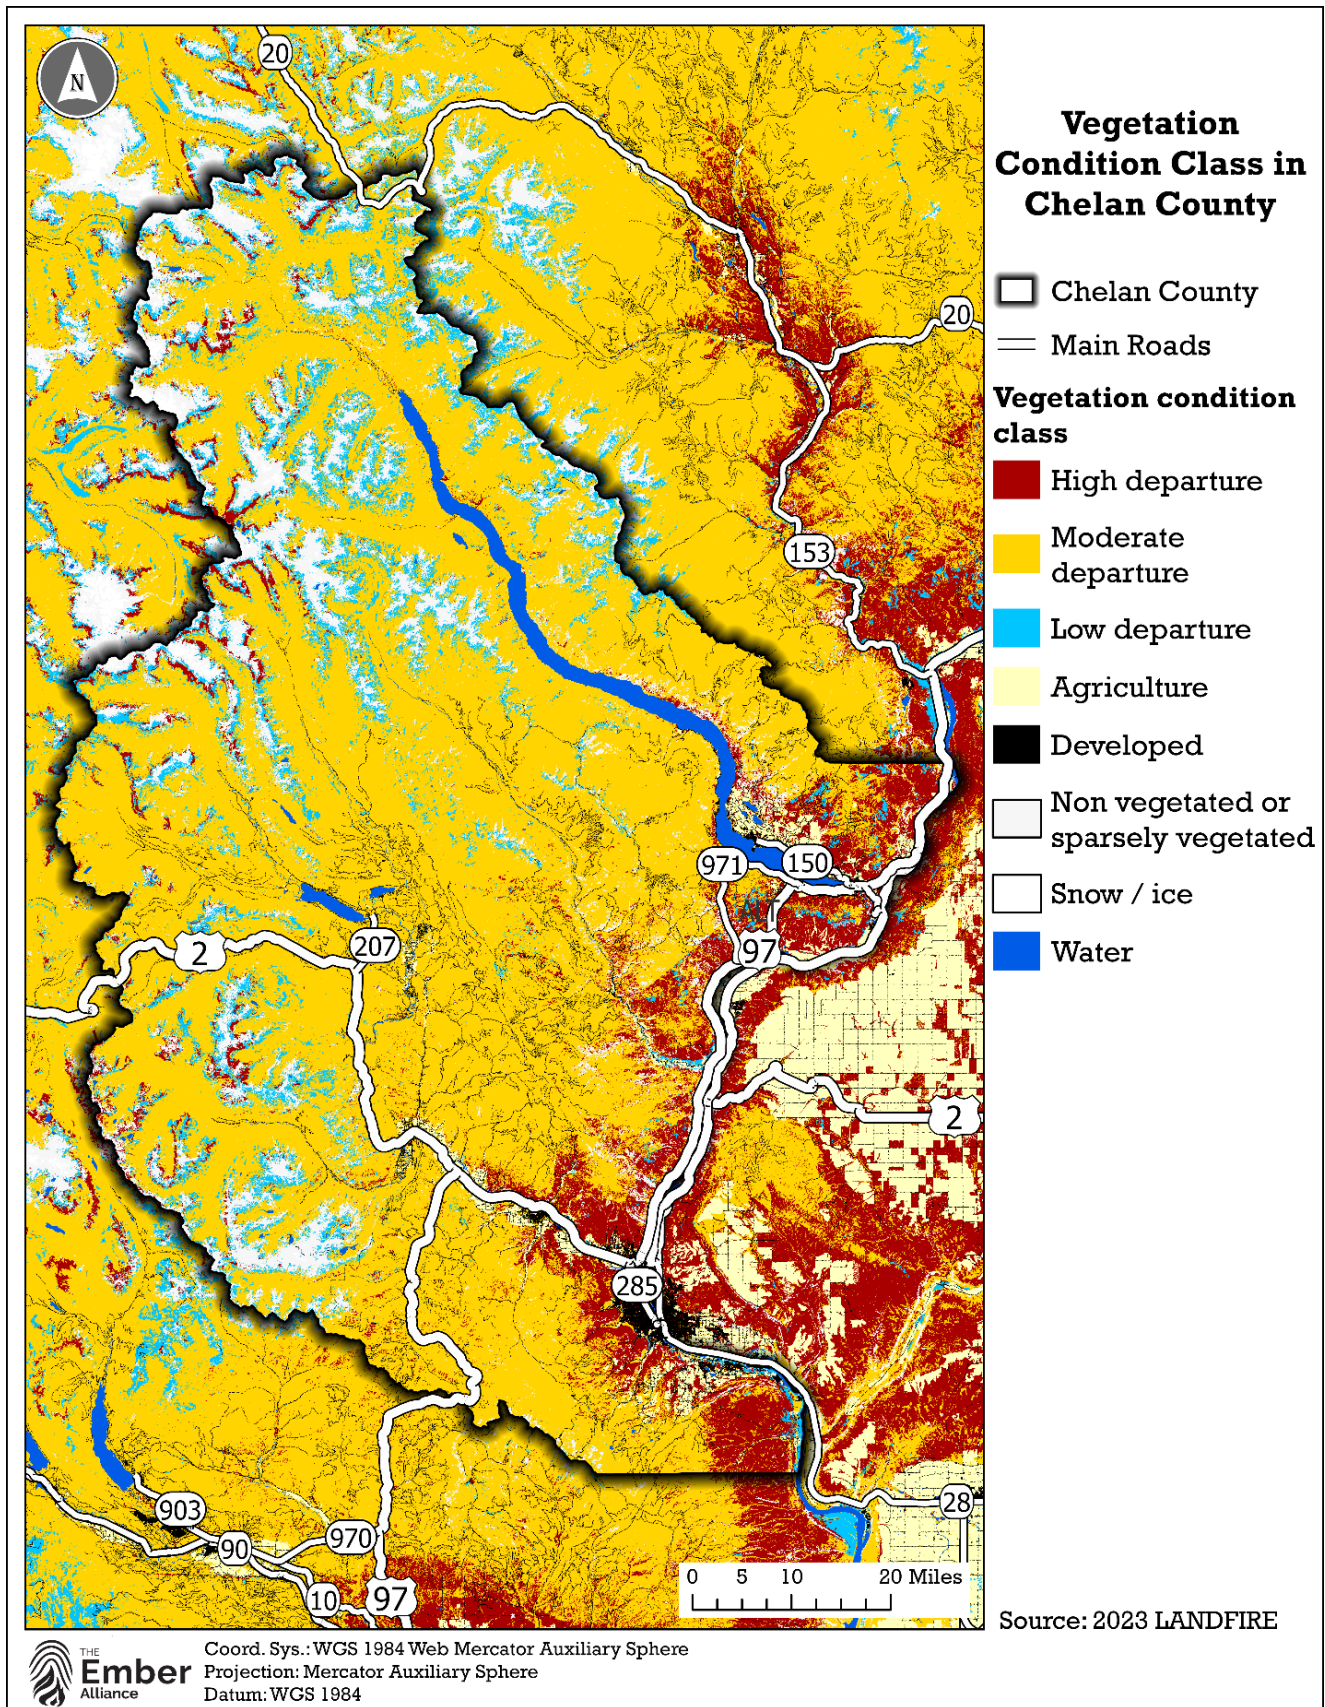 N
20
20
153
971
150
ALT
97
2
207
2
285
903
90
970
10
97
28
0 5 10 20 Miles
Vegetation
Condition Class in
Chelan County
Chelan County
Main Roads
Vegetation condition
class
High departure
Moderate
departure
Low departure
Agriculture
Developed
Non vegetated or
sparsely vegetated
Snow / ice
Water
Source: 2023 LANDFIRE
THE
Ember
Alliance
Coord. Sys.: WGS 1984 Web Mercator Auxiliary Sphere
Projection: Mercator Auxiliary Sphere
Datum: WGS 1984